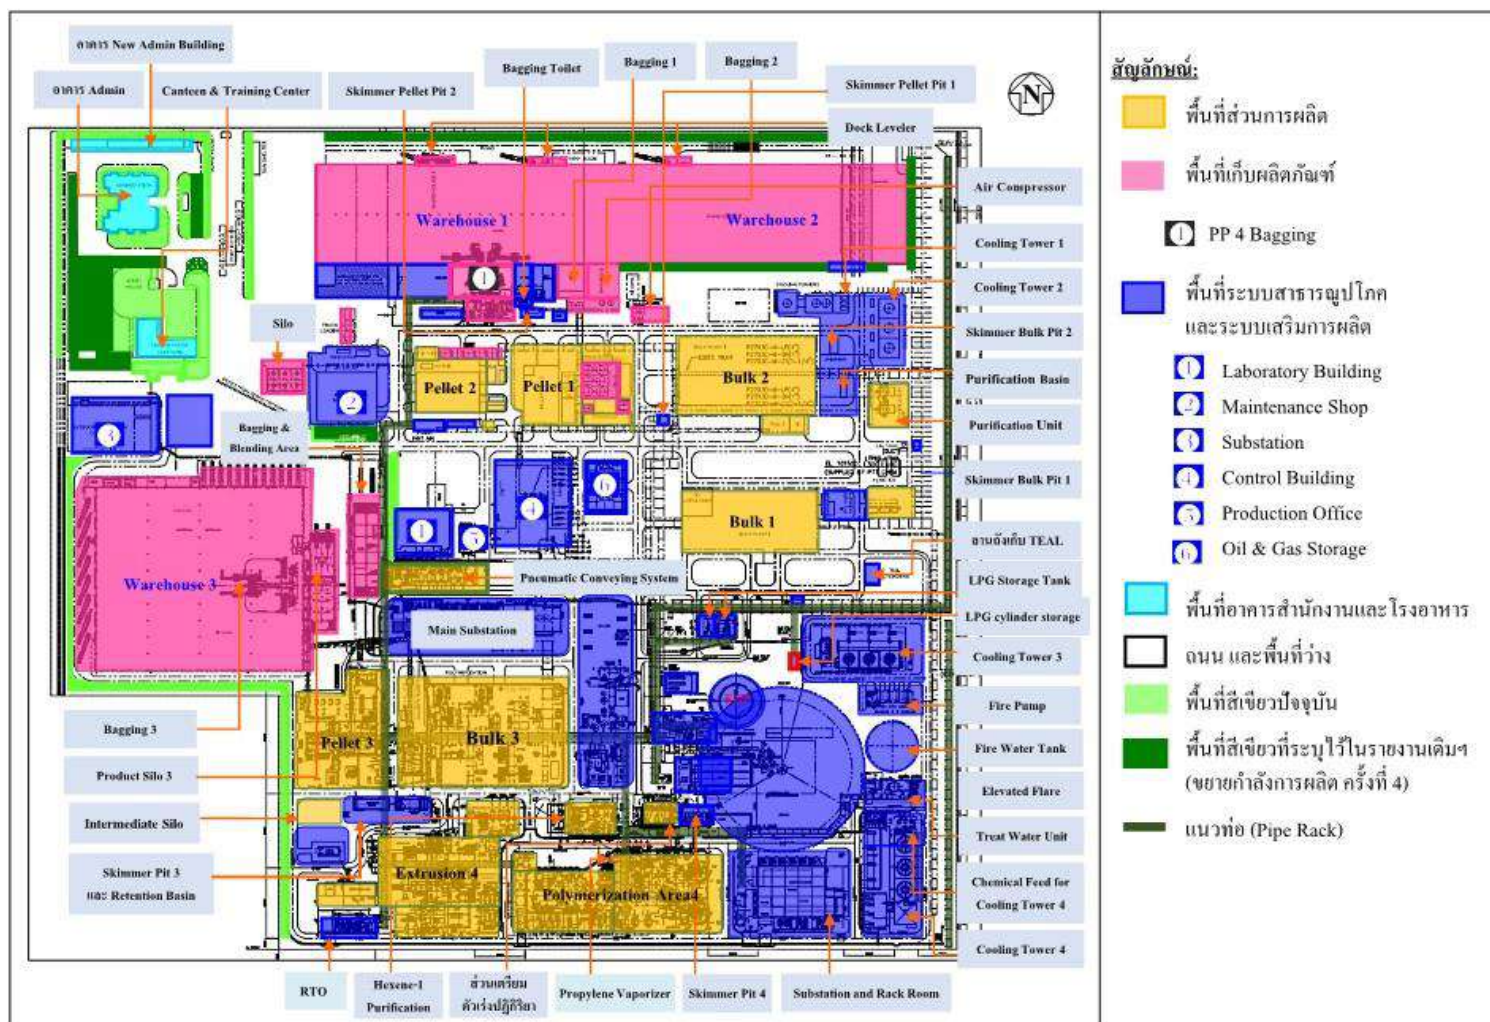 อาคาร New Admin Building
อาคาร Admin
Canteen & Training Center
Skimmer Pellet Pit 2
Bagging Toilet
Bagging 1
Bagging 2
Skimmer Pellet Pit 1
Dock Leveler
N
Air Compressor
Cooling Tower 1
Cooling Tower 2
Skimmer Bulk Pit 2
Purification Basin
Purification Unit
Skimmer Bulk Pit 1
ลานถังเก็บ TEAL
LPG Storage Tank
LPG cylinder storage
Cooling Tower 3
Fire Pump
Fire Water Tank
Elevated Flare
Treat Water Unit
Chemical Feed for
Cooling Tower 4
Cooling Tower 4
Warehouse 1
Warehouse 2
1
Silo
2
Pellet 2
Pellet 1
Bulk 2
3
Bagging &
Blending Area
Warehouse 3
1
5
4
6
Bulk 1
Pneumatic Conveying System
Main Substation
Pellet 3
Bulk 3
Bagging 3
Product Silo 3
Intermediate Silo
Skimmer Pit 3
และ Retention Basin
Extrusion 4
Polymerization Area4
RTO
Hexene-1
Purification
ส่วนเตรียม
ตัวเร่งปฏิกิริยา
Propylene Vaporizer
Skimmer Pit 4
Substation and Rack Room
สัญลักษณ์:
พื้นที่ส่วนการผลิต
พื้นที่เก็บผลิตภัณฑ์
1 PP 4 Bagging
พื้นที่ระบบสาธารณูปโภค
และระบบเสริมการผลิต
1 Laboratory Building
2 Maintenance Shop
3 Substation
4 Control Building
5 Production Office
6 Oil & Gas Storage
พื้นที่อาคารสำนักงานและโรงอาหาร
ถนน และพื้นที่ว่าง
พื้นที่สีเขียวปัจจุบัน
พื้นที่สีเขียวที่ระบุไว้ในรายงานเดิมฯ
(ขยายกำลังการผลิต ครั้งที่ 4)
แนวท่อ (Pipe Rack)